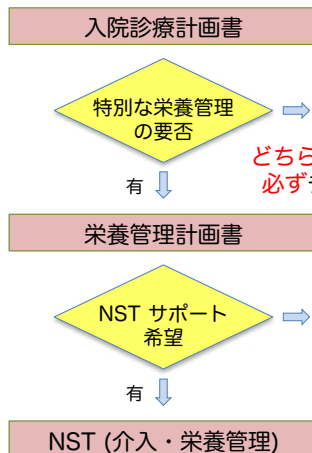 入院診療計画書
特別な栄養管理
の要否
どちら
必ず
有
栄養管理計画書
NST サポート
希望
有
NST (介入・栄養管理)